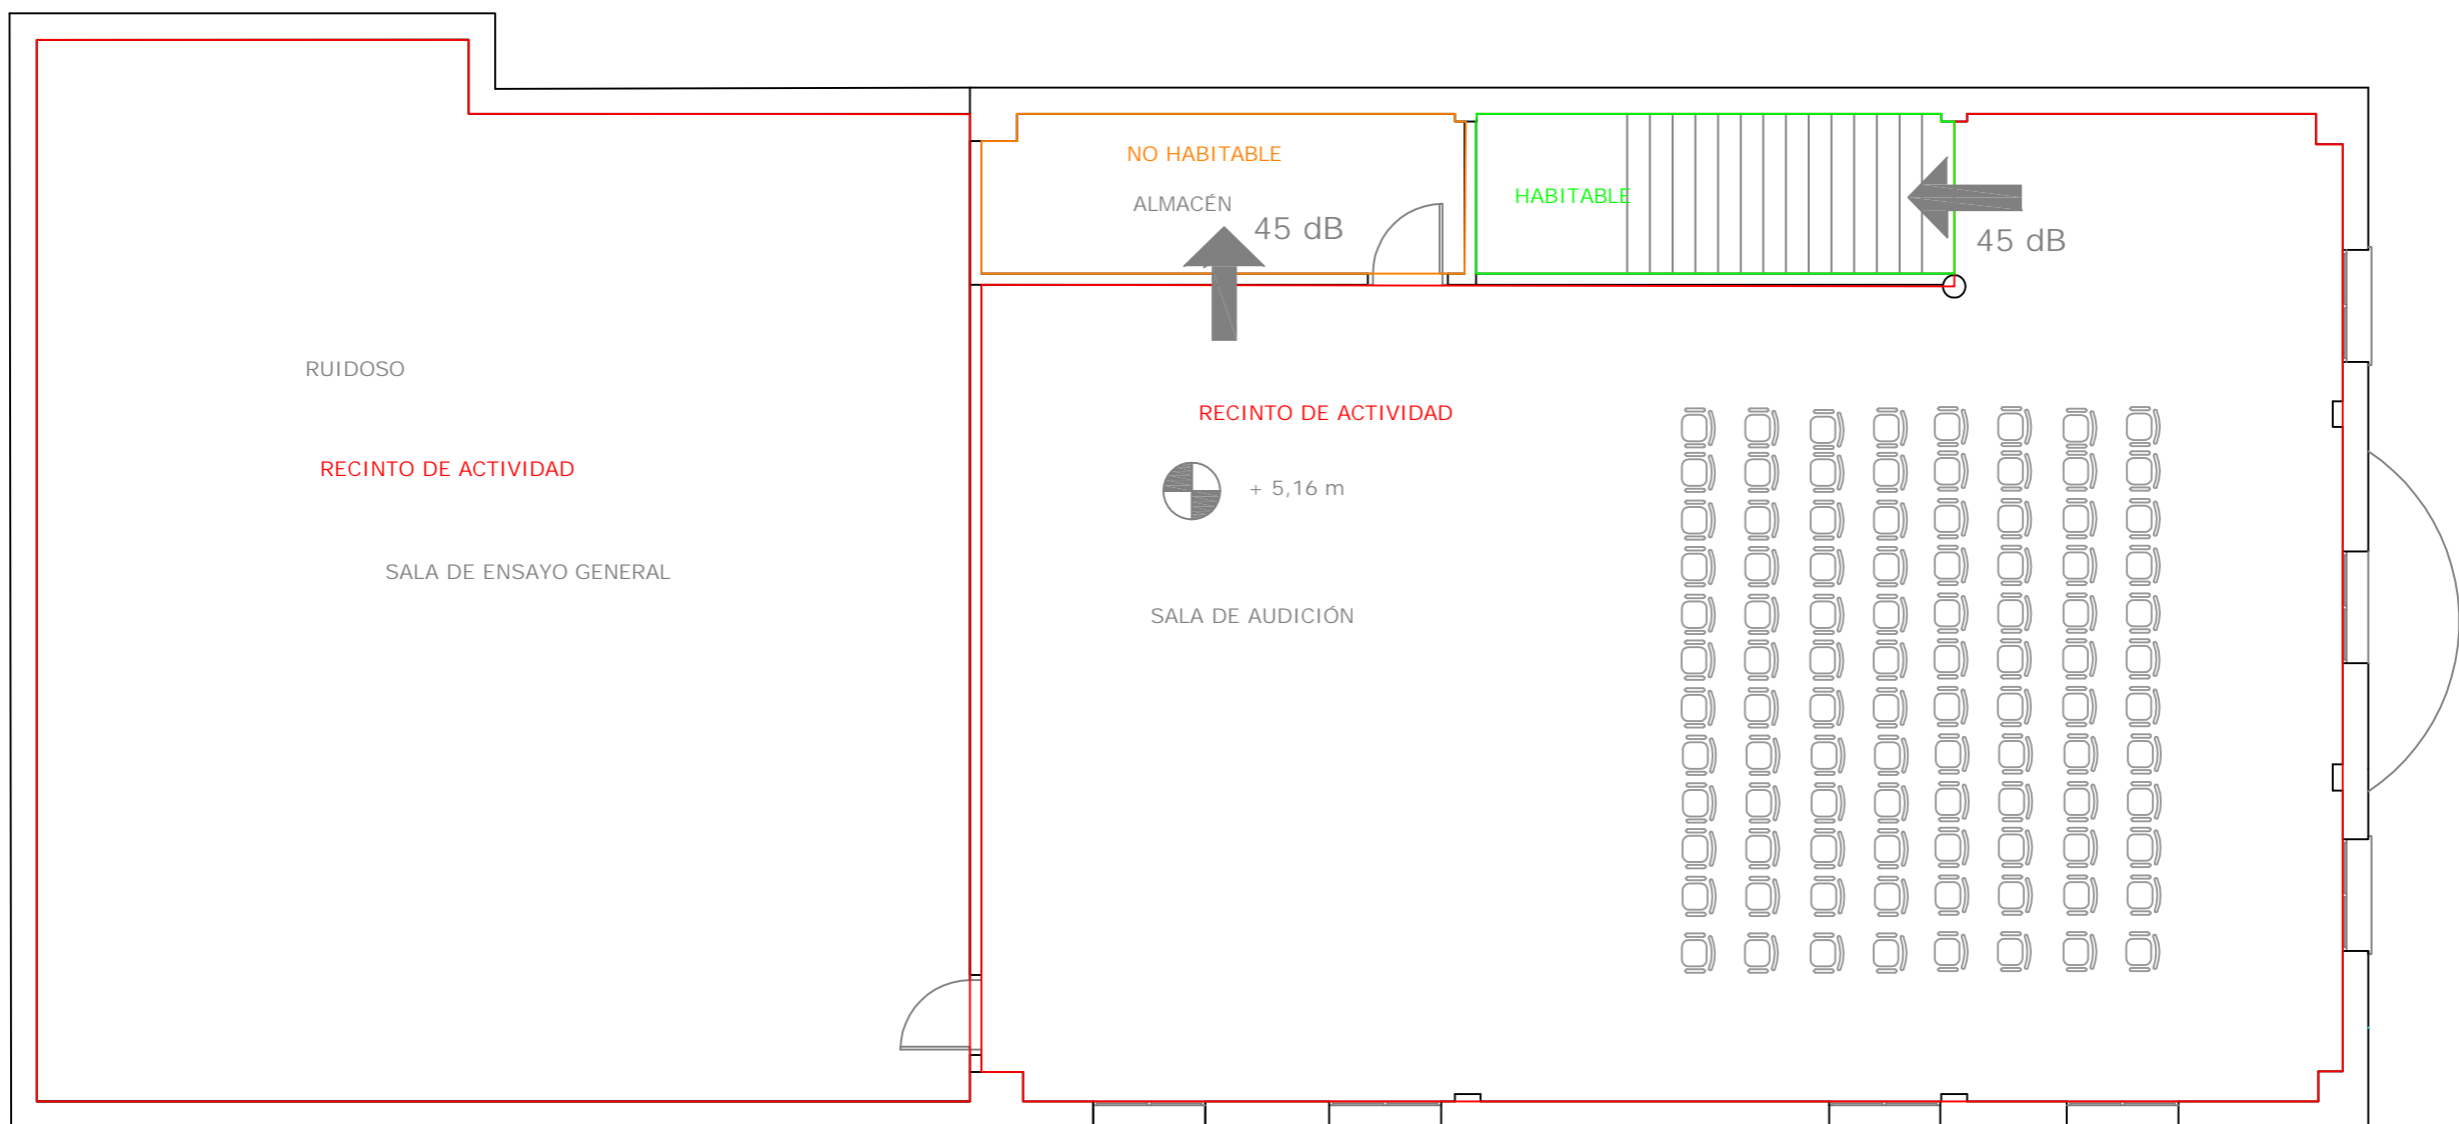 NO HABITABLE
HABITABLE
ALMACÉN
45 dB
45 dB
RUIDOSO
RECINTO DE ACTIVIDAD
RECINTO DE ACTIVIDAD
+ 5,16 m
SALA DE ENSAYO GENERAL
SALA DE AUDICIÓN